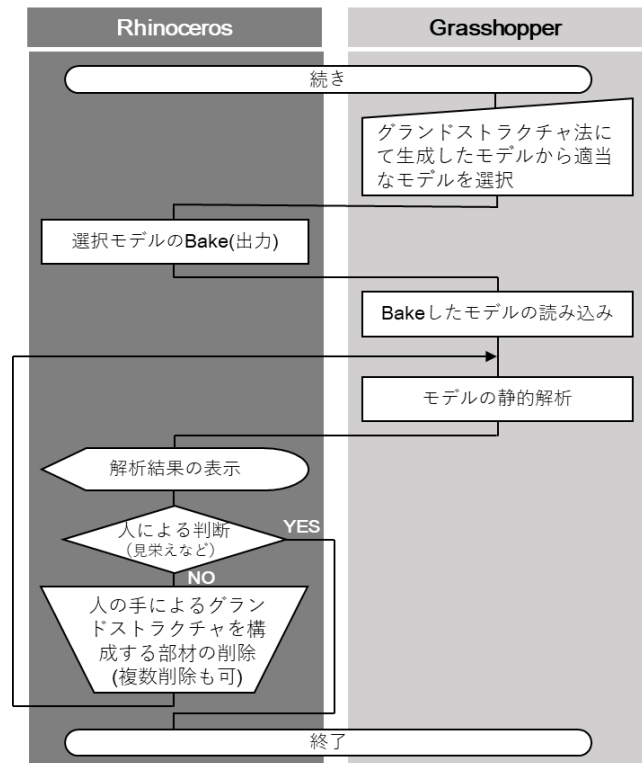 Rhinoceros
Grasshopper
続き
グランドストラクチャ法に
て生成したモデルから適当
なモデルを選択
選択モデルのBake(出力)
Bakeしたモデルの読み込み
モデルの静的解析
解析結果の表示
人による判断
(見栄えなど)
YES
NO
人の手によるグラン
ドストラクチャを構
成する部材の削除
(複数削除も可)
終了